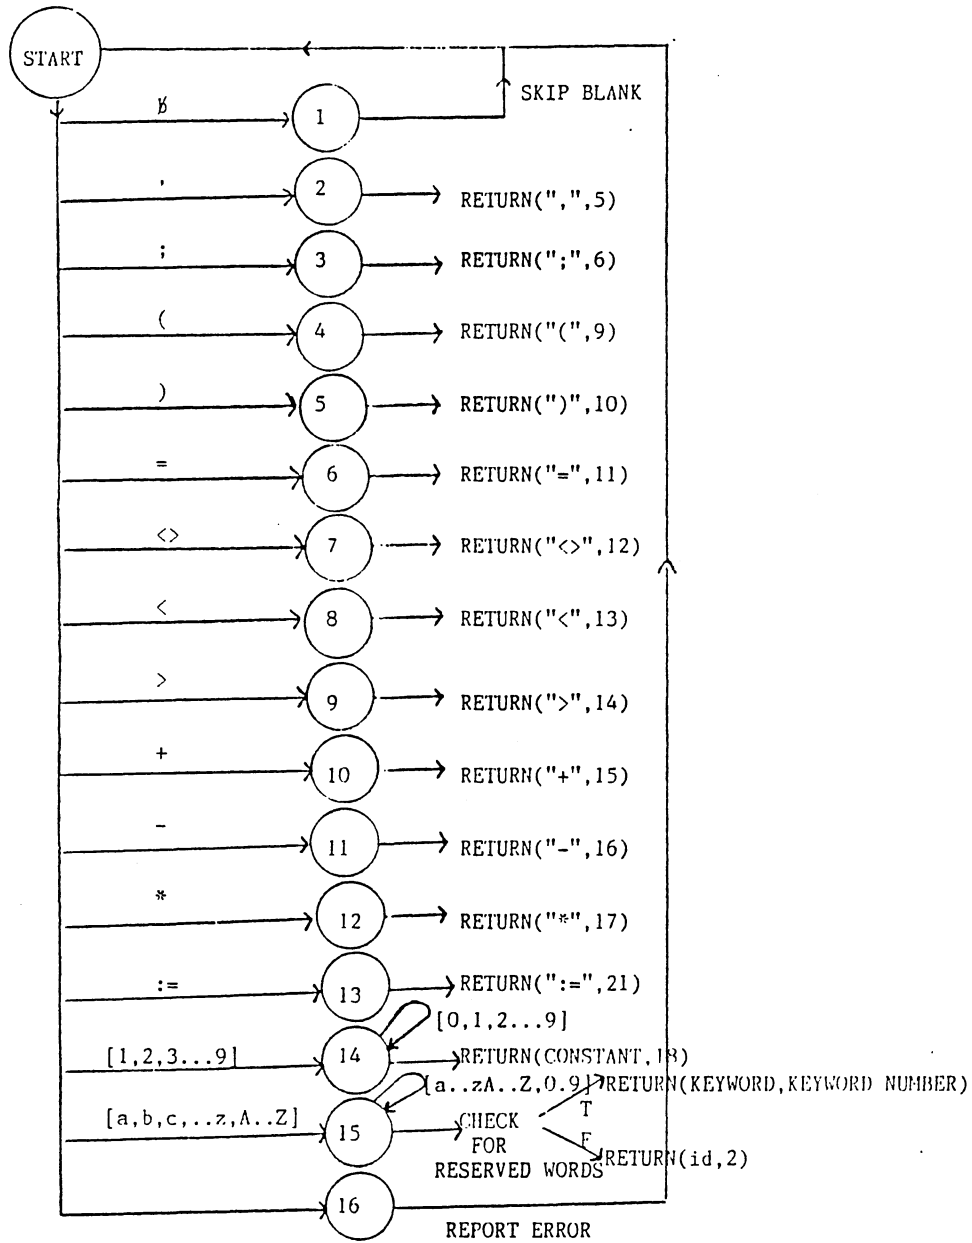 START
SKIP BLANK
b̸
1
,
2
RETURN(",",5)
;
3
RETURN(";",6)
(
4
RETURN("(",9)
)
5
RETURN(")",10)
=
6
RETURN("=",11)
<>
7
RETURN("<>",12)
<
8
RETURN("<",13)
>
9
RETURN(">",14)
+
10
RETURN("+",15)
-
11
RETURN("-",16)
*
12
RETURN("*",17)
:=
13
RETURN(":=",21)
[0,1,2...9]
[1,2,3...9]
14
RETURN(CONSTANT,18)
[a..zA..Z,0.9]
RETURN(KEYWORD,KEYWORD NUMBER)
[a,b,c,..z,A..Z]
15
CHECK
FOR
RESERVED WORDS
T
F
RETURN(id,2)
16
REPORT ERROR